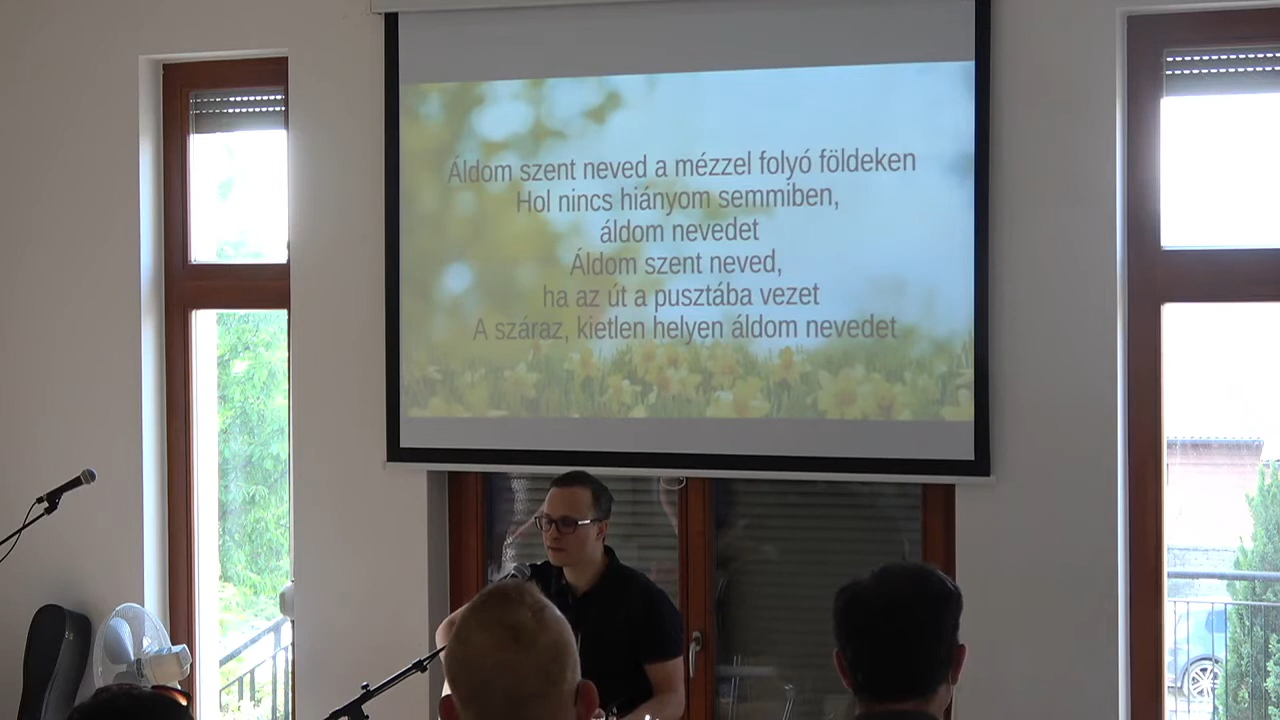 Áldom szent neved a mézzel folyó földeken
Hol nincs hiányom semmiben,
áldom nevedet
Áldom szent neved,
ha az út a pusztába vezet
A száraz, kietlen helyen áldom nevedet